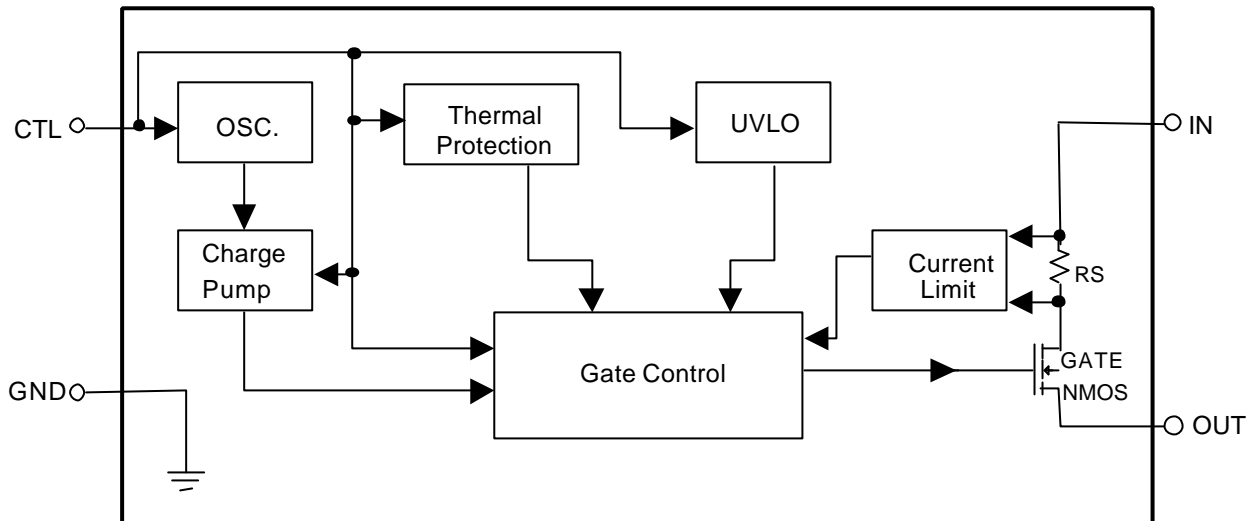 CTL
OSC.
Thermal
Protection
UVLO
IN
Charge
Pump
Current
Limit
RS
GND
Gate Control
GATE
NMOS
OUT